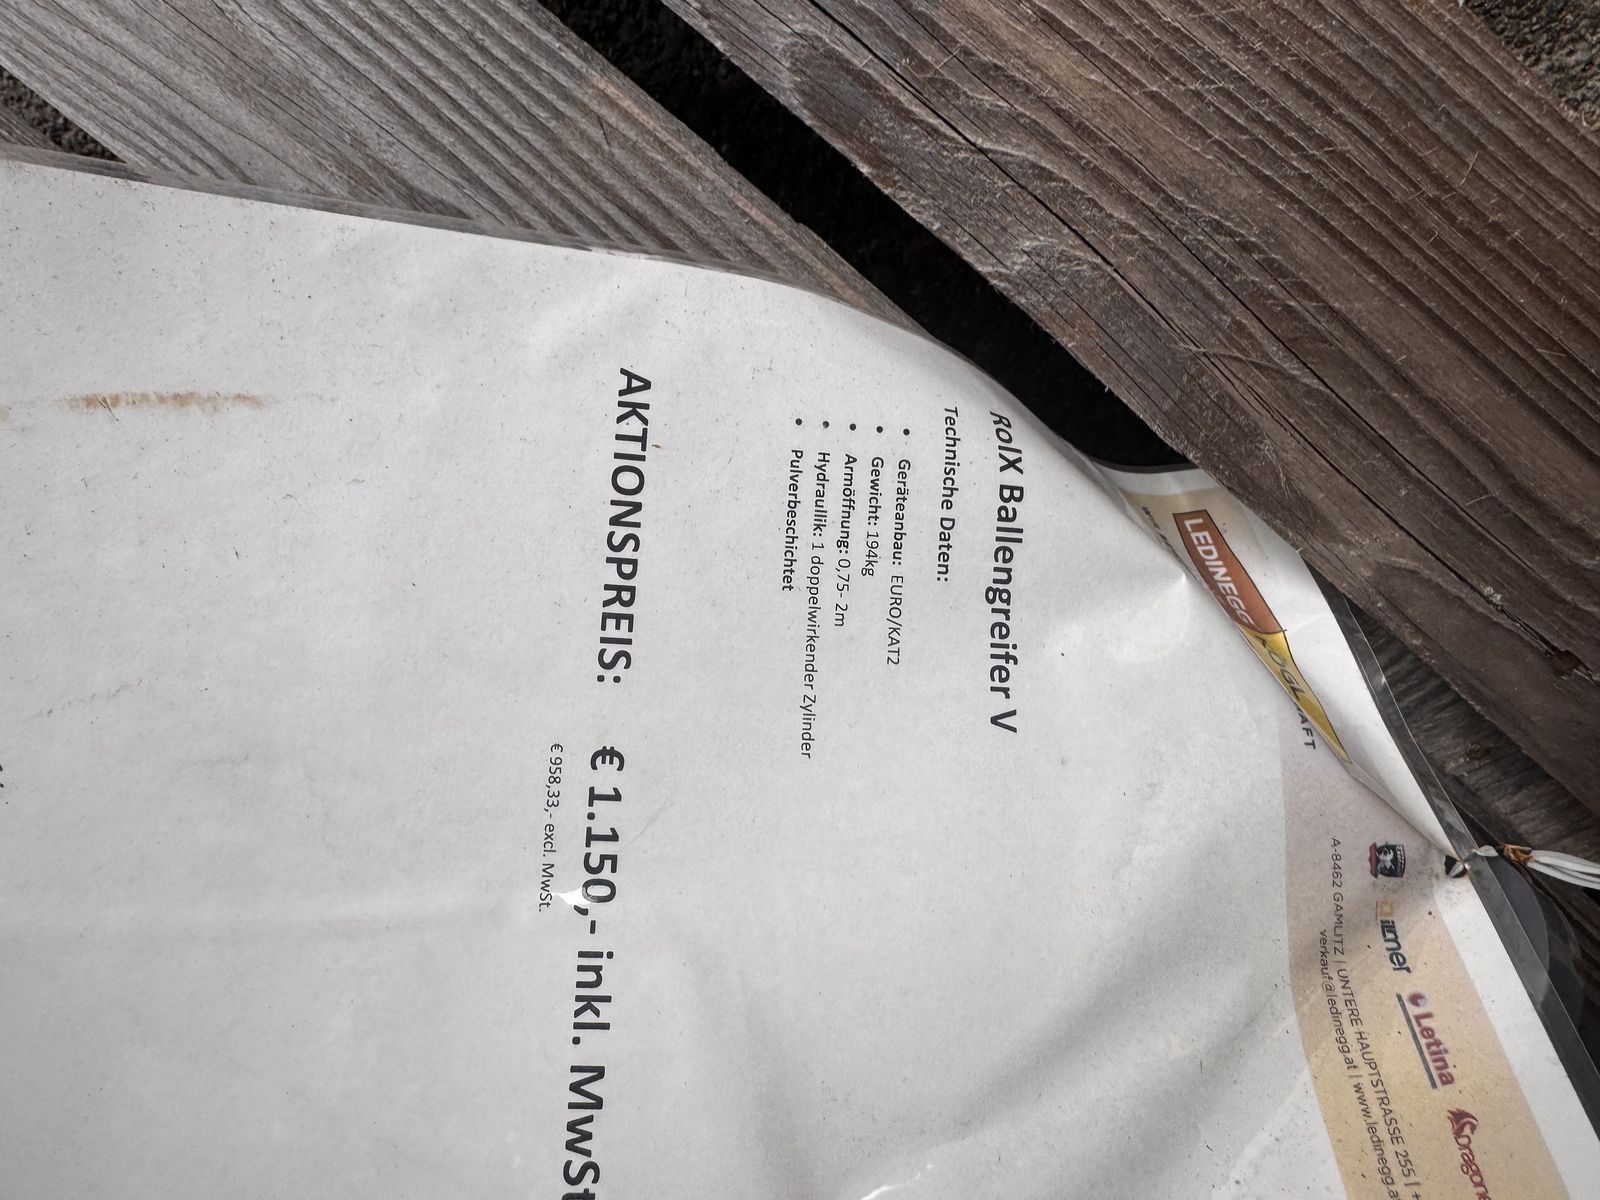 LEDINEGG
ilmer
Letina
A-8462 GAMLITZ | UNTERE HAUPTSTRASSE 255 |
verkauf@ledinegg.at | www.ledinegg.a
RolX Ballengreifer V
Technische Daten:
• Geräteanbau: EURO/KAT2
• Gewicht: 194kg
• Armöffnung: 0,75- 2m
• Hydraullik: 1 doppelwirkender Zylinder
• Pulverbeschichtet
AKTIONSPREIS: € 1.150,- inkl. MwSt
€ 958,33,- excl. MwSt.